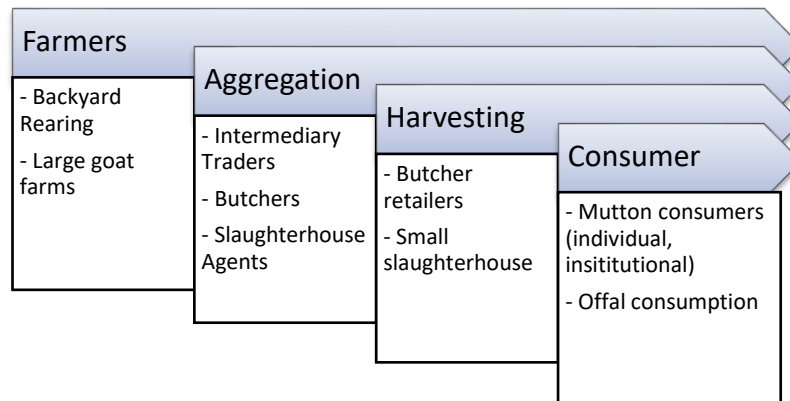 Farmers
- Backyard
Rearing
- Large goat
farms
Aggregation
- Intermediary
Traders
- Butchers
- Slaughterhouse
Agents
Harvesting
- Butcher
retailers
- Small
slaughterhouse
Consumer
- Mutton consumers
(individual,
insititutional)
- Offal consumption